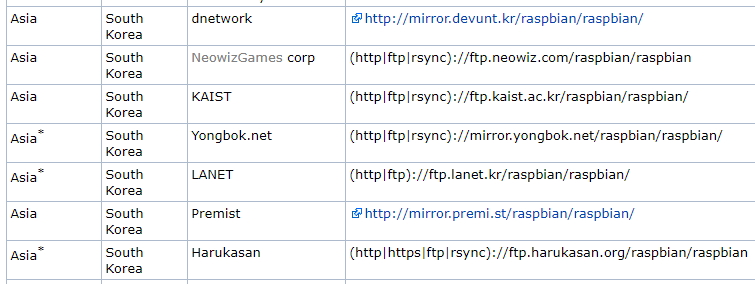 Asia South Korea dnetwork http://mirror.devunt.kr/raspbian/raspbian/
Asia South Korea NeowizGames corp (http|ftp|rsync)://ftp.neowiz.com/raspbian/raspbian
Asia South Korea KAIST (http|ftp|rsync)://ftp.kaist.ac.kr/raspbian/raspbian/
Asia* South Korea Yongbok.net (http|ftp|rsync)://mirror.yongbok.net/raspbian/raspbian/
Asia* South Korea LANET (http|ftp)://ftp.lanet.kr/raspbian/raspbian/
Asia South Korea Premist http://mirror.premi.st/raspbian/raspbian/
Asia* South Korea Harukasan (http|https|ftp|rsync)://ftp.harukasan.org/raspbian/raspbian